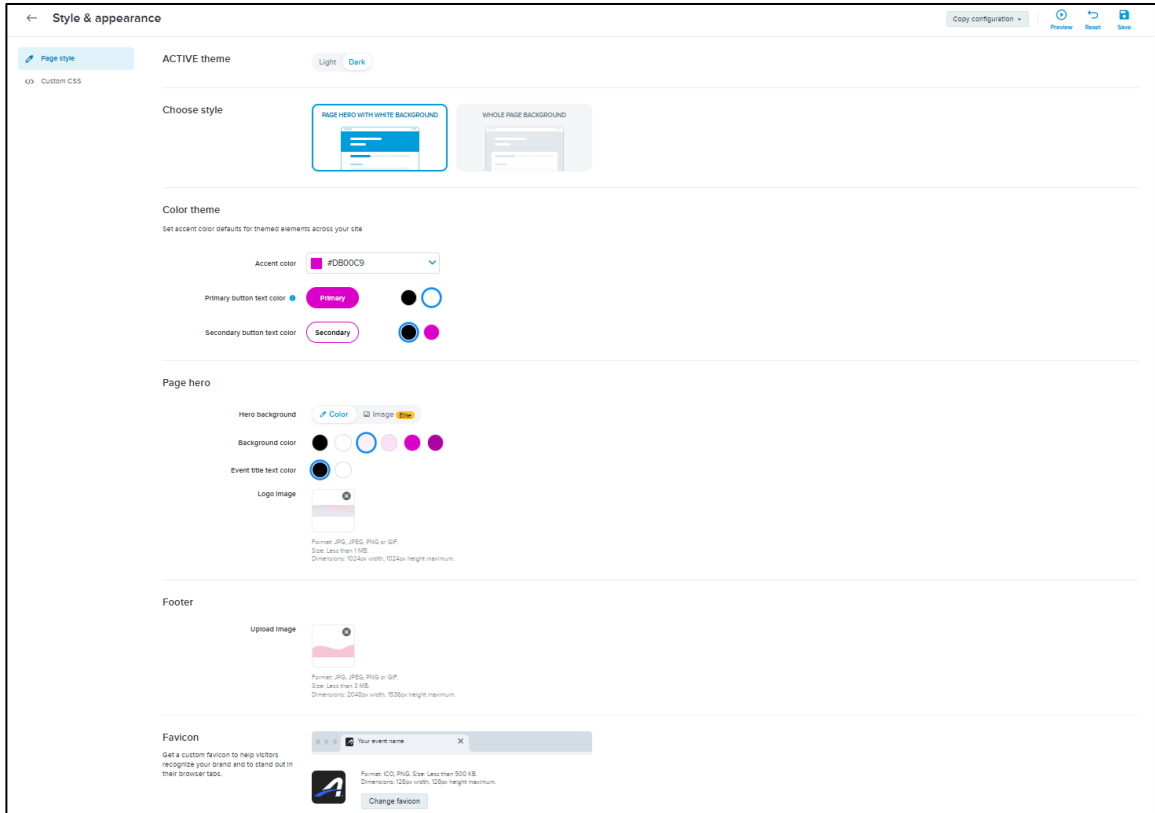 Style & appearance
Copy configuration
Preview
Reset
Save
Page style
Custom CSS
ACTIVE theme
Light
Dark
Choose style
PAGE HERO WITH WHITE BACKGROUND
WHOLE PAGE BACKGROUND
Color theme
Set accent color defaults for themed elements across your site
Accent color
#DB00C9
Primary button text color
Primary
Secondary button text color
Secondary
Page hero
Hero background
Color
Image Elite
Background color
Event title text color
Logo Image
Format: JPG, JPEG, PNG or GIF.
Size: Less than 1 MB.
Dimensions: 1024px width, 1024px height maximum.
Footer
Upload Image
Format: JPG, JPEG, PNG or GIF.
Size: Less than 3 MB.
Dimensions: 2048px width, 1536px height maximum.
Favicon
Get a custom favicon to help visitors
recognize your brand and to stand out in
their browser tabs.
Your event name
Format: ICO, PNG. Size: Less than 500 KB.
Dimensions: 128px width, 128px height maximum.
Change favicon